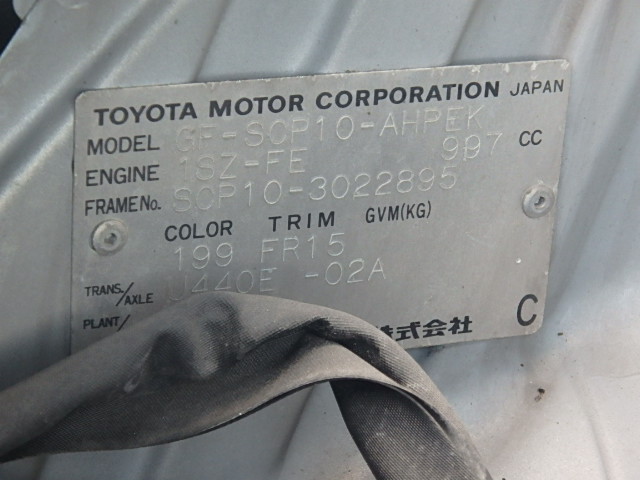 TOYOTA MOTOR CORPORATION JAPAN
MODEL GF-SCP10-AHPEK
ENGINE 1SZ-FE 997 CC
FRAME No. SCP10-3022895
COLOR TRIM GVM(KG)
199 FR15
TRANS./AXLE U440E -02A
PLANT/
株式会社 C